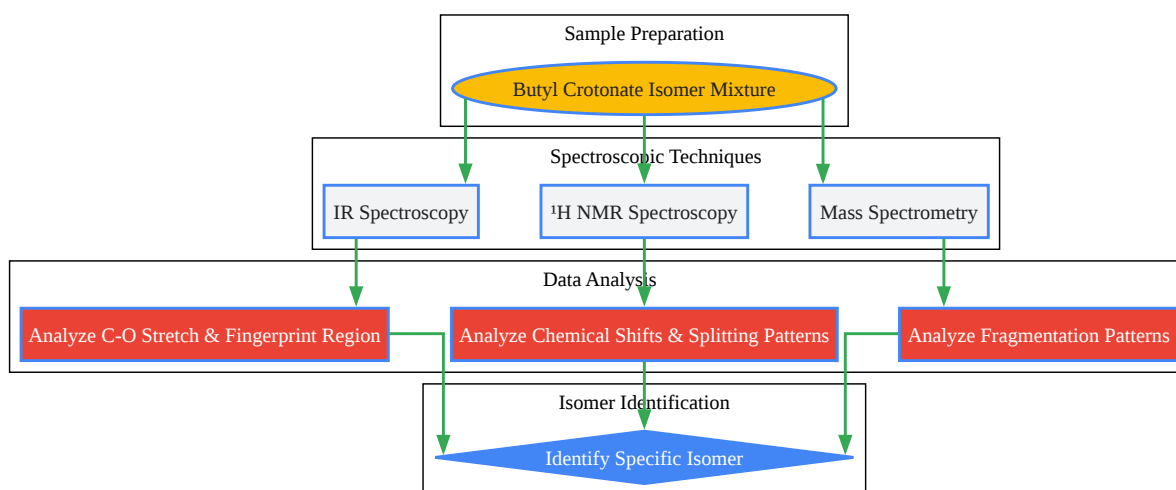 Sample Preparation
Butyl Crotonate Isomer Mixture
Spectroscopic Techniques
IR Spectroscopy
¹H NMR Spectroscopy
Mass Spectrometry
Data Analysis
Analyze C-O Stretch & Fingerprint Region
Analyze Chemical Shifts & Splitting Patterns
Analyze Fragmentation Patterns
Isomer Identification
Identify Specific Isomer